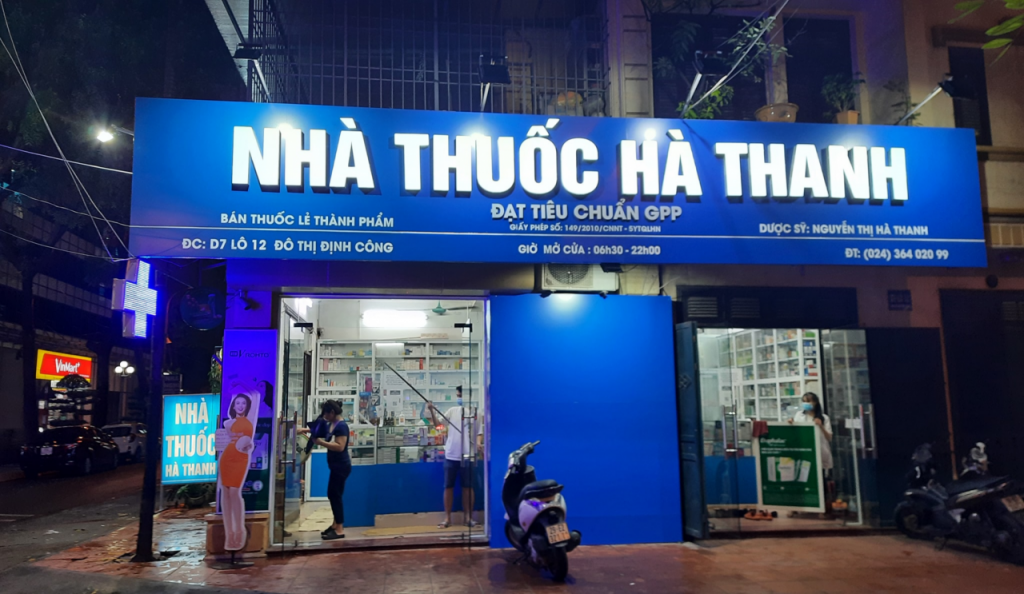 NHÀ THUỐC HÀ THANH
ĐẠT TIÊU CHUẨN GPP
BÁN THUỐC LẺ THÀNH PHẨM
GIẤY PHÉP SỐ: 149/2010/CNNT - SYTQLHN
DƯỢC SỸ: NGUYỄN THỊ HÀ THANH
ĐC: D7 LÔ 12 ĐÔ THỊ ĐỊNH CÔNG
GIỜ MỞ CỬA : 06h30 - 22h00
ĐT: (024) 364 020 99
VinMart
NHÀ
THUỐC
HÀ THANH